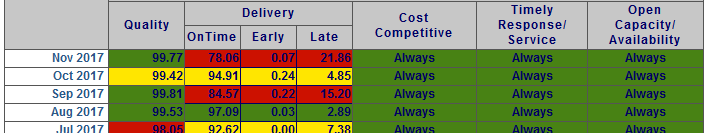 Quality Delivery Cost Competitive Timely Response/ Service Open Capacity/ Availability
OnTime Early Late
Nov 2017 99.77 78.06 0.07 21.86 Always Always Always
Oct 2017 99.42 94.91 0.24 4.85 Always Always Always
Sep 2017 99.81 84.57 0.22 15.20 Always Always Always
Aug 2017 99.53 97.09 0.03 2.89 Always Always Always
Jul 2017 98.05 92.62 0.00 7.38 Always Always Always